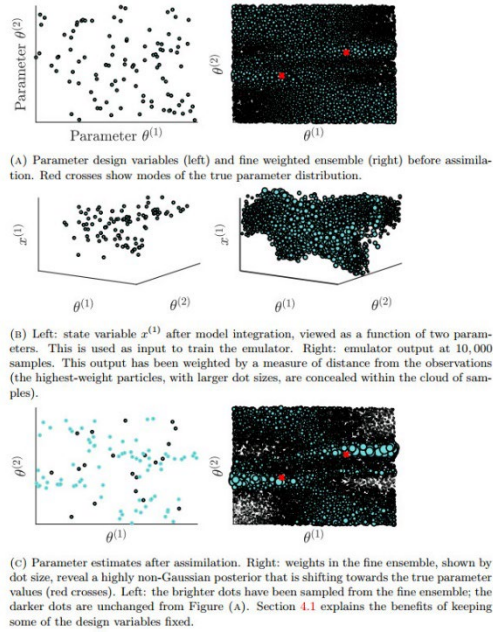 Parameter θ(2)
Parameter θ(1)
θ(2)
θ(1)
(A) Parameter design variables (left) and fine weighted ensemble (right) before assimila-
tion. Red crosses show modes of the true parameter distribution.
x(1)
θ(1)
θ(2)
x(1)
θ(1)
θ(2)
(B) Left: state variable x(1) after model integration, viewed as a function of two param-
eters. This is used as input to train the emulator. Right: emulator output at 10,000
samples. This output has been weighted by a measure of distance from the observations
(the highest-weight particles, with larger dot sizes, are concealed within the cloud of sam-
ples).
θ(2)
θ(1)
θ(2)
θ(1)
(C) Parameter estimates after assimilation. Right: weights in the fine ensemble, shown by
dot size, reveal a highly non-Gaussian posterior that is shifting towards the true parameter
values (red crosses). Left: the brighter dots have been sampled from the fine ensemble; the
darker dots are unchanged from Figure (A). Section 4.1 explains the benefits of keeping
some of the design variables fixed.